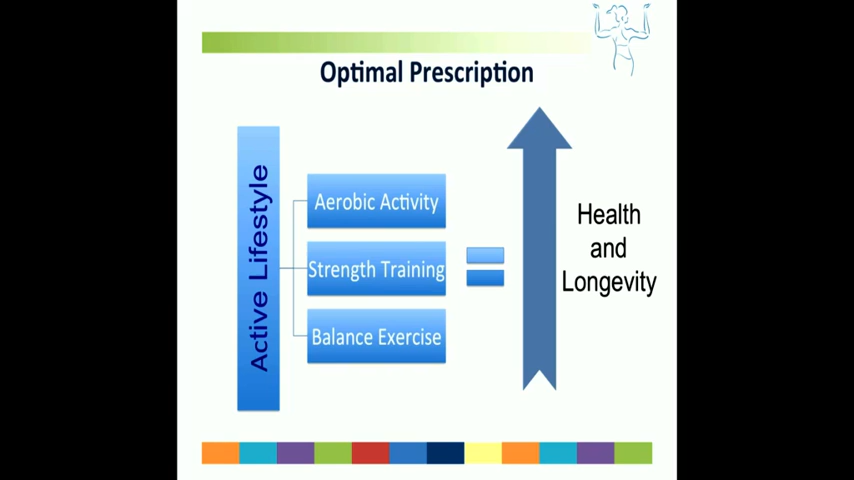 Optimal Prescription
Active Lifestyle
Aerobic Activity
Strength Training
Balance Exercise
Health
and
Longevity